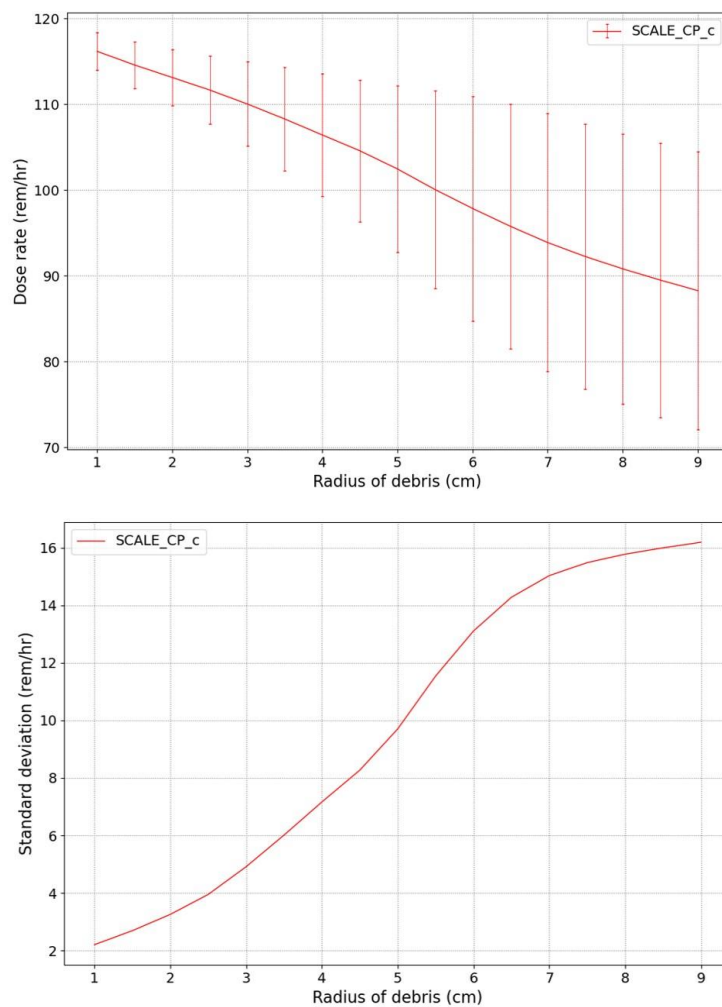 120
SCALE_CP_c
110
100
90
80
70
Dose rate (rem/hr)
1 2 3 4 5 6 7 8 9
Radius of debris (cm)
SCALE_CP_c
16
14
12
10
8
6
4
2
Standard deviation (rem/hr)
1 2 3 4 5 6 7 8 9
Radius of debris (cm)